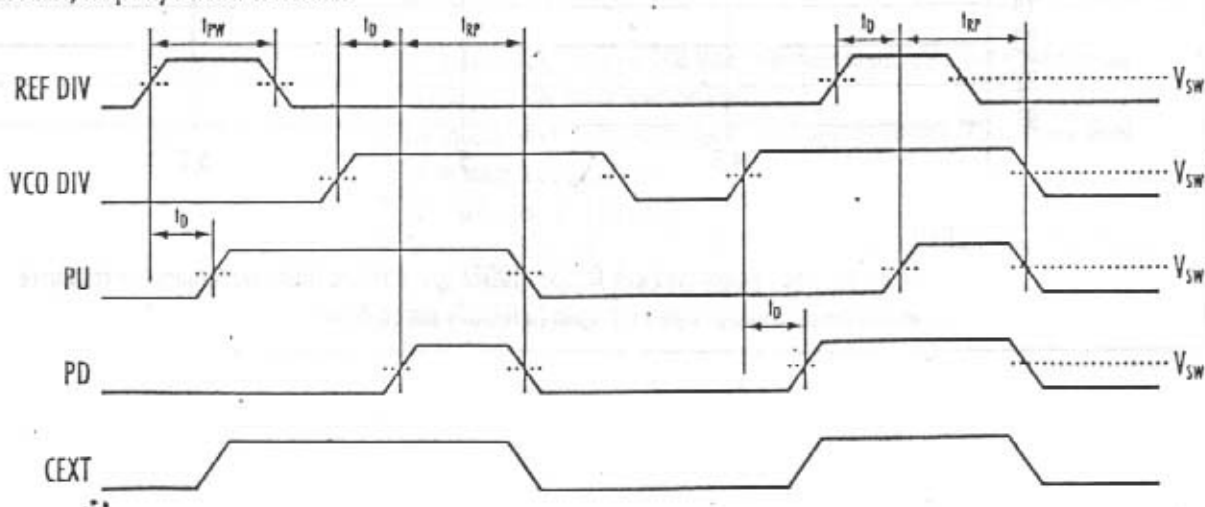 tPW tD tRP tD tRP
REF DIV VSW
VCO DIV VSW
tD
PU VSW
tD
PD VSW
CEXT